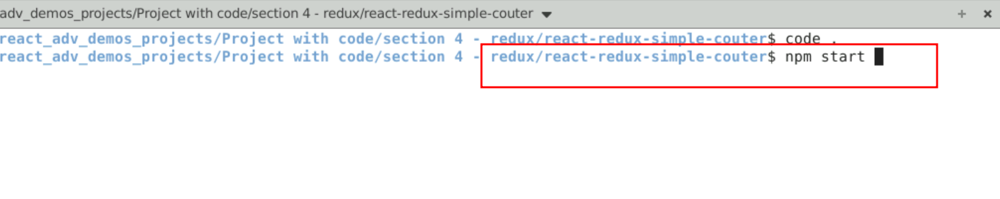 adv_demos_projects/Project with code/section 4 - redux/react-redux-simple-couter
react_adv_demos_projects/Project with code/section 4 - redux/react-redux-simple-couter$ code .
react_adv_demos_projects/Project with code/section 4 - redux/react-redux-simple-couter$ npm start